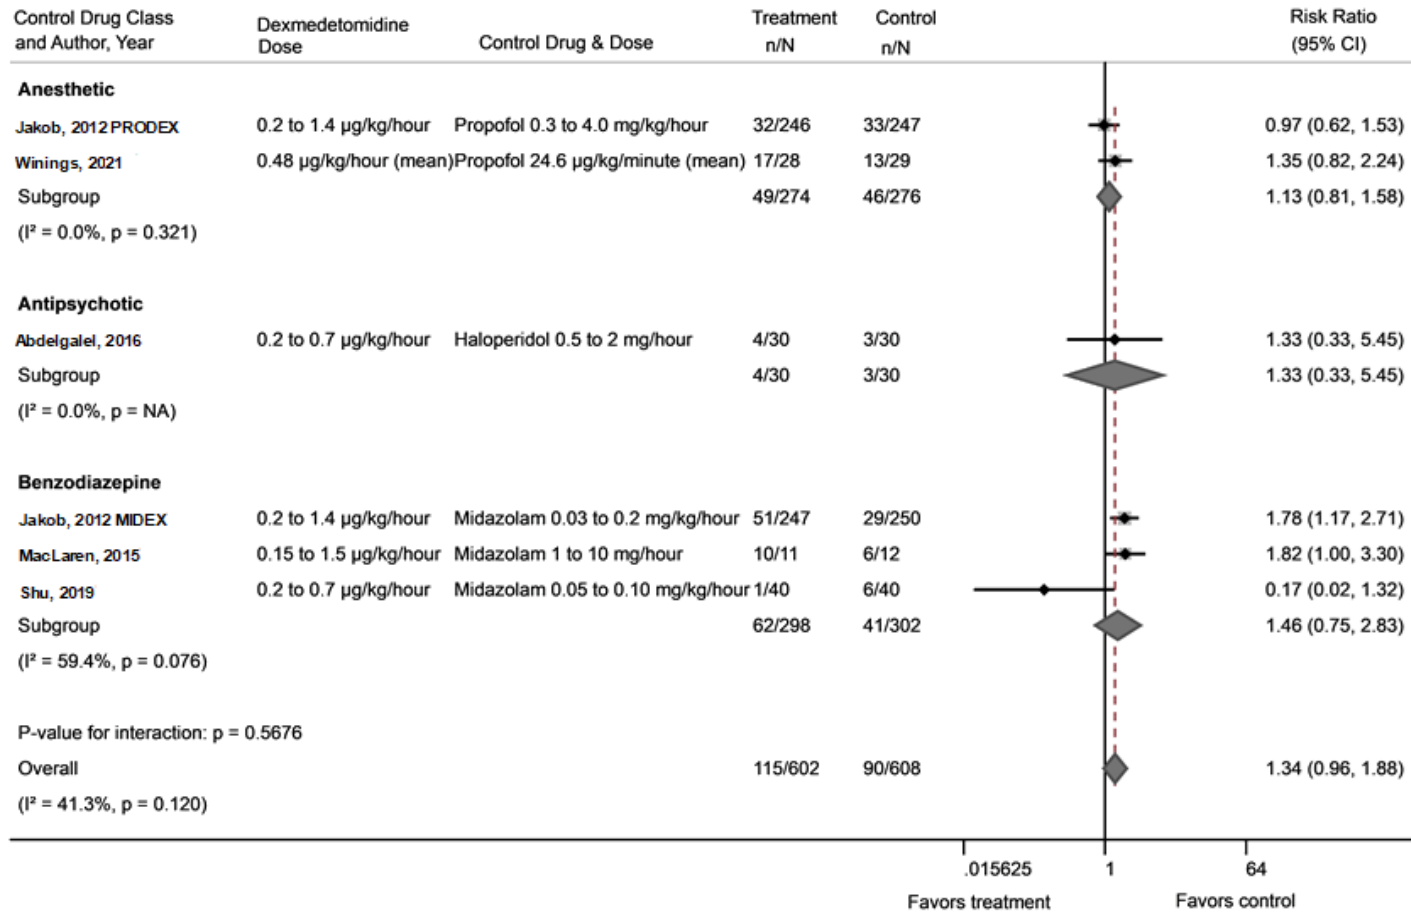 Control Drug Class and Author, Year Dexmedetomidine Dose Control Drug & Dose Treatment n/N Control n/N Risk Ratio (95% CI)
Anesthetic
Jakob, 2012 PRODEX 0.2 to 1.4 µg/kg/hour Propofol 0.3 to 4.0 mg/kg/hour 32/246 33/247 0.97 (0.62, 1.53)
Winings, 2021 0.48 µg/kg/hour (mean) Propofol 24.6 µg/kg/minute (mean) 17/28 13/29 1.35 (0.82, 2.24)
Subgroup 49/274 46/276 1.13 (0.81, 1.58)
(I² = 0.0%, p = 0.321)
Antipsychotic
Abdelgalel, 2016 0.2 to 0.7 µg/kg/hour Haloperidol 0.5 to 2 mg/hour 4/30 3/30 1.33 (0.33, 5.45)
Subgroup 4/30 3/30 1.33 (0.33, 5.45)
(I² = 0.0%, p = NA)
Benzodiazepine
Jakob, 2012 MIDEX 0.2 to 1.4 µg/kg/hour Midazolam 0.03 to 0.2 mg/kg/hour 51/247 29/250 1.78 (1.17, 2.71)
MacLaren, 2015 0.15 to 1.5 µg/kg/hour Midazolam 1 to 10 mg/hour 10/11 6/12 1.82 (1.00, 3.30)
Shu, 2019 0.2 to 0.7 µg/kg/hour Midazolam 0.05 to 0.10 mg/kg/hour 1/40 6/40 0.17 (0.02, 1.32)
Subgroup 62/298 41/302 1.46 (0.75, 2.83)
(I² = 59.4%, p = 0.076)
P-value for interaction: p = 0.5676
Overall 115/602 90/608 1.34 (0.96, 1.88)
(I² = 41.3%, p = 0.120)
.015625 1 64
Favors treatment Favors control